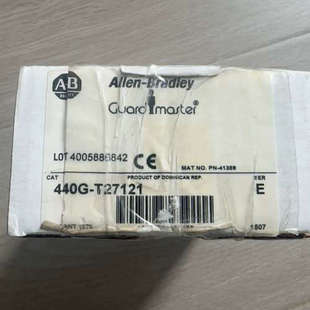 AB
Allen-Bradley
Guardmaster
LOT 4005886842 CE MAT NO. PN-41389
CAT PRODUCT OF DOMINICAN REP. SER
440G-T27121 E
1507